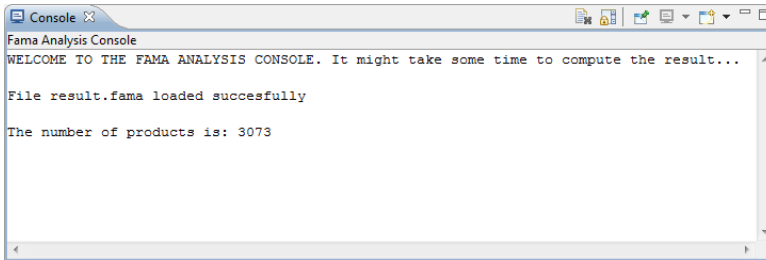 Console
Fama Analysis Console
WELCOME TO THE FAMA ANALYSIS CONSOLE. It might take some time to compute the result...
File result.fama loaded succesfully
The number of products is: 3073